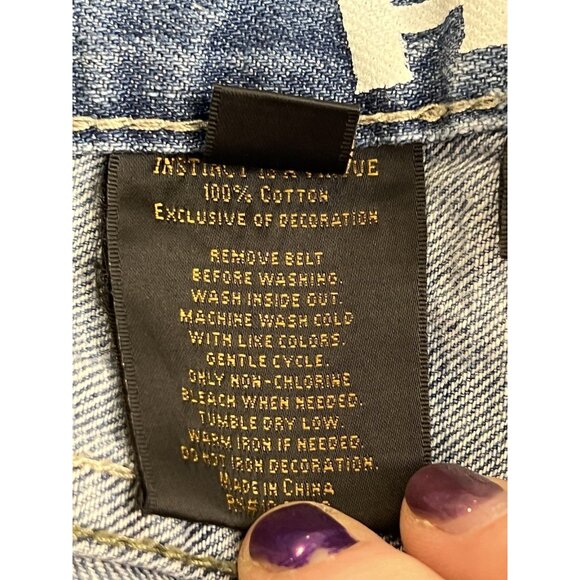 INSTINCT IS A
100% COTTON
EXCLUSIVE OF DECORATION
REMOVE BELT
BEFORE WASHING.
WASH INSIDE OUT.
MACHINE WASH COLD
WITH LIKE COLORS.
GENTLE CYCLE.
ONLY NON-CHLORINE
BLEACH WHEN NEEDED.
TUMBLE DRY LOW.
WARM IRON IF NEEDED.
DO NOT IRON DECORATION.
MADE IN CHINA